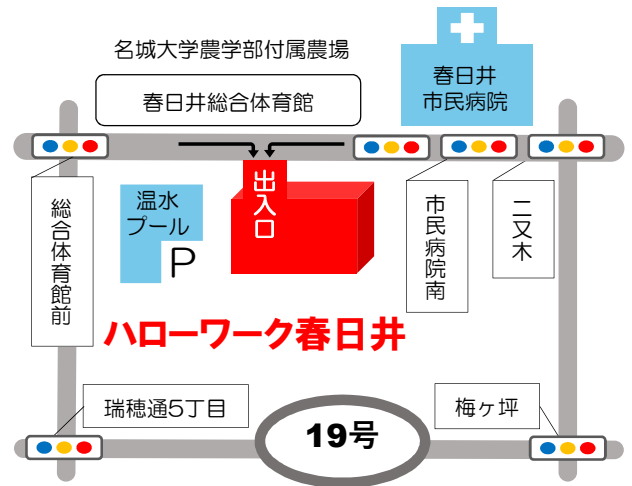 名城大学農学部付属農場
春日井総合体育館
春日井
市民病院
総合体育館前
温水
プール
P
出入口
市民病院南
二又木
ハローワーク春日井
瑞穂通5丁目
19号
梅ヶ坪